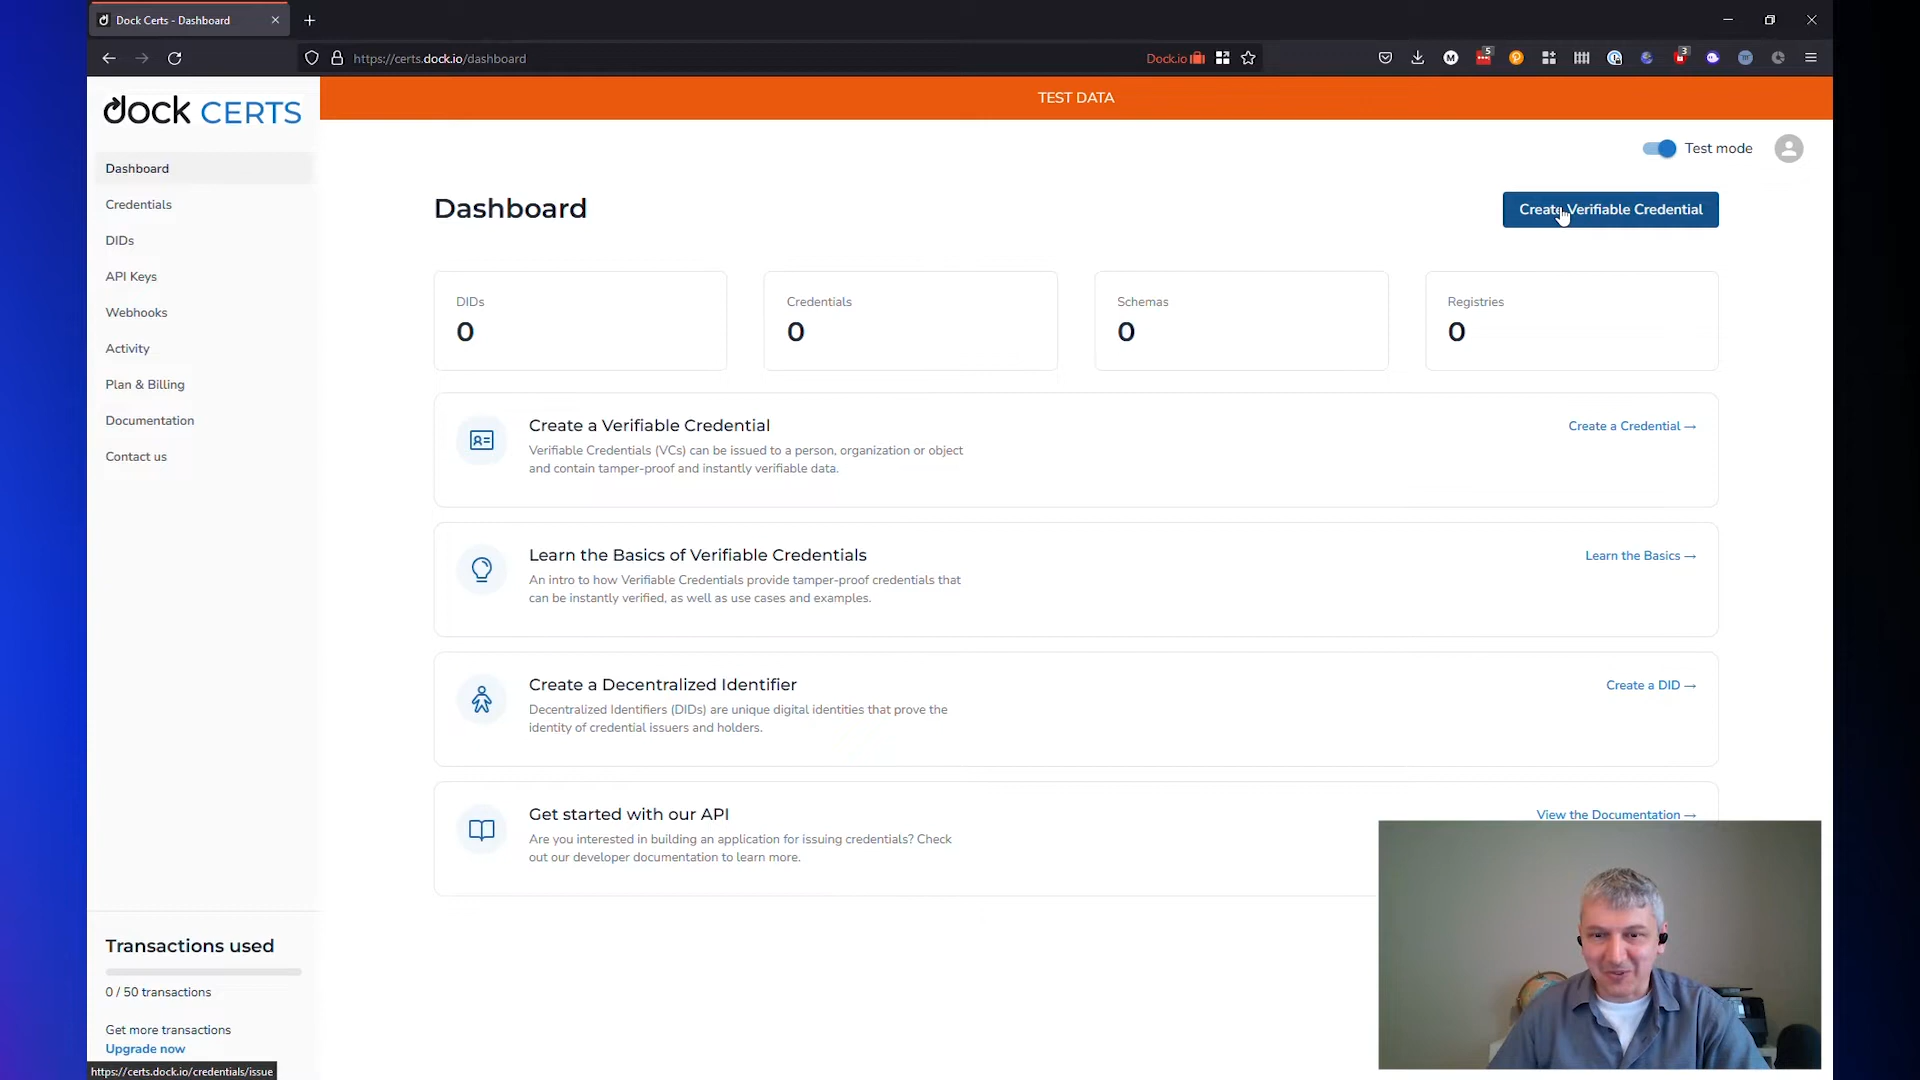 Dock Certs - Dashboard
https://certs.dock.io/dashboard
Dock.io
5
3
dock CERTS
TEST DATA
Test mode
Dashboard
Credentials
DIDs
API Keys
Webhooks
Activity
Plan & Billing
Documentation
Contact us
Dashboard
Create Verifiable Credential
DIDs
0
Credentials
0
Schemas
0
Registries
0
Create a Verifiable Credential
Verifiable Credentials (VCs) can be issued to a person, organization or object
and contain tamper-proof and instantly verifiable data.
Create a Credential →
Learn the Basics of Verifiable Credentials
An intro to how Verifiable Credentials provide tamper-proof credentials that
can be instantly verified, as well as use cases and examples.
Learn the Basics →
Create a Decentralized Identifier
Decentralized Identifiers (DIDs) are unique digital identities that prove the
identity of credential issuers and holders.
Create a DID →
Get started with our API
Are you interested in building an application for issuing credentials? Check
out our developer documentation to learn more.
View the Documentation →
Transactions used
0 / 50 transactions
Get more transactions
Upgrade now
https://certs.dock.io/credentials/issue